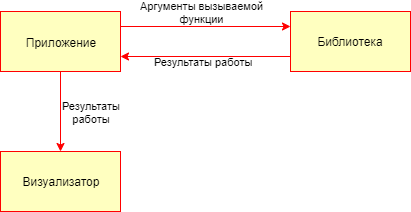 Аргументы вызываемой
функции
Приложение
Библиотека
Результаты работы
Результаты
работы
Визуализатор